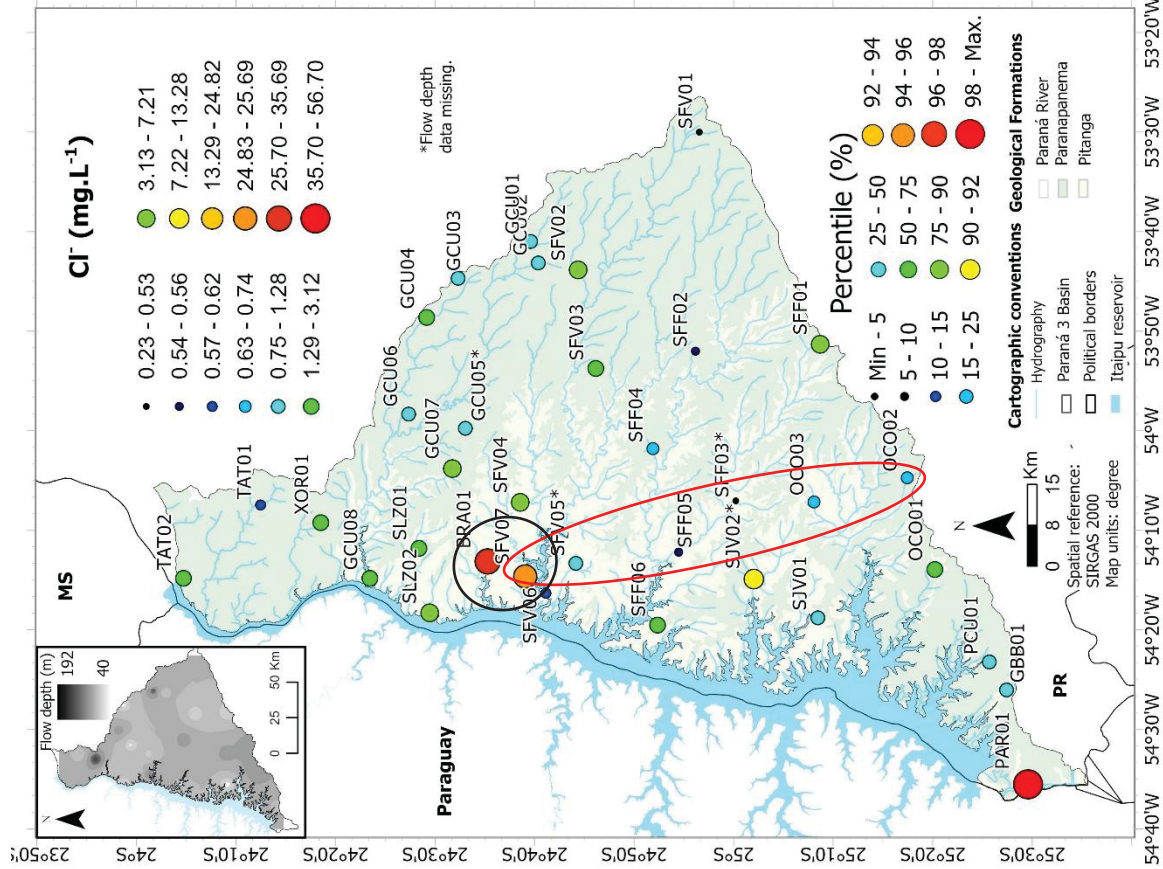 Cl⁻ (mg.L⁻¹)
0.23 - 0.53
0.54 - 0.56
0.57 - 0.62
0.63 - 0.74
0.75 - 1.28
1.29 - 3.12
3.13 - 7.21
7.22 - 13.28
13.29 - 24.82
24.83 - 25.69
25.70 - 35.69
35.70 - 56.70
*Flow depth
data missing.
Flow depth (m)
192
40
N
0 25 50 Km
MS
Paraguay
PR
TAT02
TAT01
XOR01
GCU08
SLZ01
SLZ02
GCU04
GCU03
GCU06
GCU05*
GCU07
GCU01
GCU02
SFV02
SFV01
SFV03
SFV04
BRA01
SFV07
SFV05*
SFV06
SFF02
SFF01
SFF04
SFF03*
SFF05
SFF06
SJV02*
SJV01
OCO03
OCO02
OCO01
PCU01
GBB01
PAR01
Percentile (%)
Min - 5
5 - 10
10 - 15
15 - 25
25 - 50
50 - 75
75 - 90
90 - 92
92 - 94
94 - 96
96 - 98
98 - Max.
Cartographic conventions
Hydrography
Paraná 3 Basin
Political borders
Itaipu reservoir
Geological Formations
Paraná River
Paranapanema
Pitanga
N
0 8 15 Km
Spatial reference:
SIRGAS 2000
Map units: degree
23°50'S
24°S
24°10'S
24°20'S
24°30'S
24°40'S
24°50'S
25°S
25°10'S
25°20'S
25°30'S
54°40'W
54°30'W
54°20'W
54°10'W
54°W
53°50'W
53°40'W
53°30'W
53°20'W